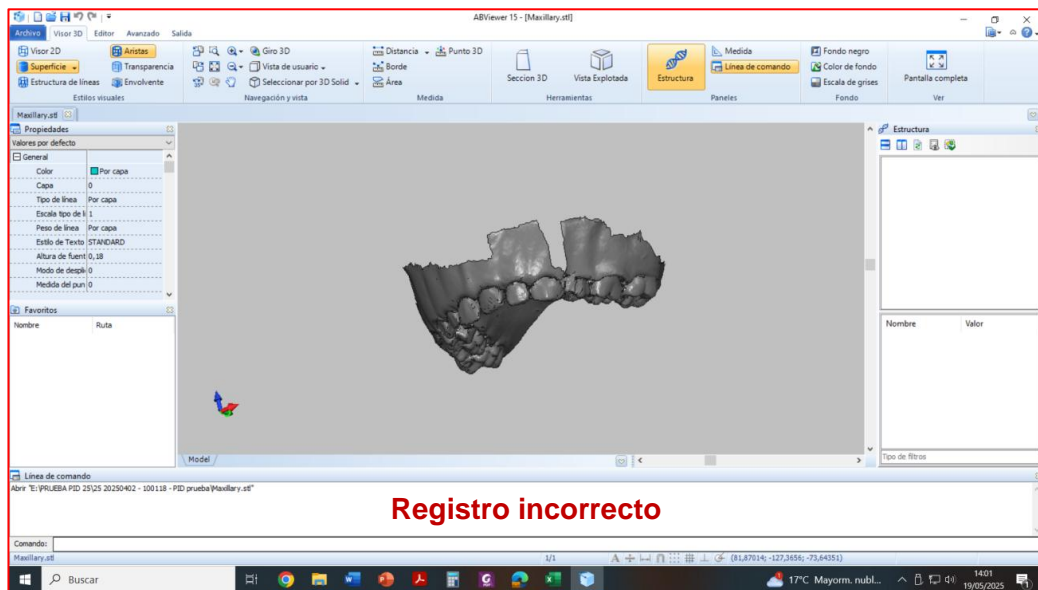 ABViewer 15 - [Maxillary.stl]
Archivo Visor 3D Editor Avanzado Salida
Visor 2D Aristas Giro 3D Distancia Punto 3D Medida Fondo negro
Superficie Transparencia Vista de usuario Borde Sección 3D Vista Explotada Estructura Línea de comando Color de fondo Pantalla completa
Estructura de líneas Envolvente Seleccionar por 3D Solid Área Escala de grises
Estilos visuales Navegación y vista Medida Herramientas Paneles Fondo Ver
Maxillary.stl
Propiedades
Valores por defecto
General
Color Por capa
Capa 0
Tipo de línea Por capa
Escala tipo de lí 1
Peso de línea Por capa
Estilo de Texto STANDARD
Altura de fuent 0,18
Modo de despli 0
Medida del pun 0
Favoritos
Nombre Ruta
Estructura
Nombre Valor
Tipo de filtros
Model
Línea de comando
Abrir "E:\PRUEBA PID 25\25 20250402 - 100118 - PID prueba\Maxillary.stl"
Registro incorrecto
Comando:
Maxillary.stl 1/1 (81,87014; -127,3656; -73,64351)
Buscar 17°C Mayorm. nubl... 14:01
19/05/2025